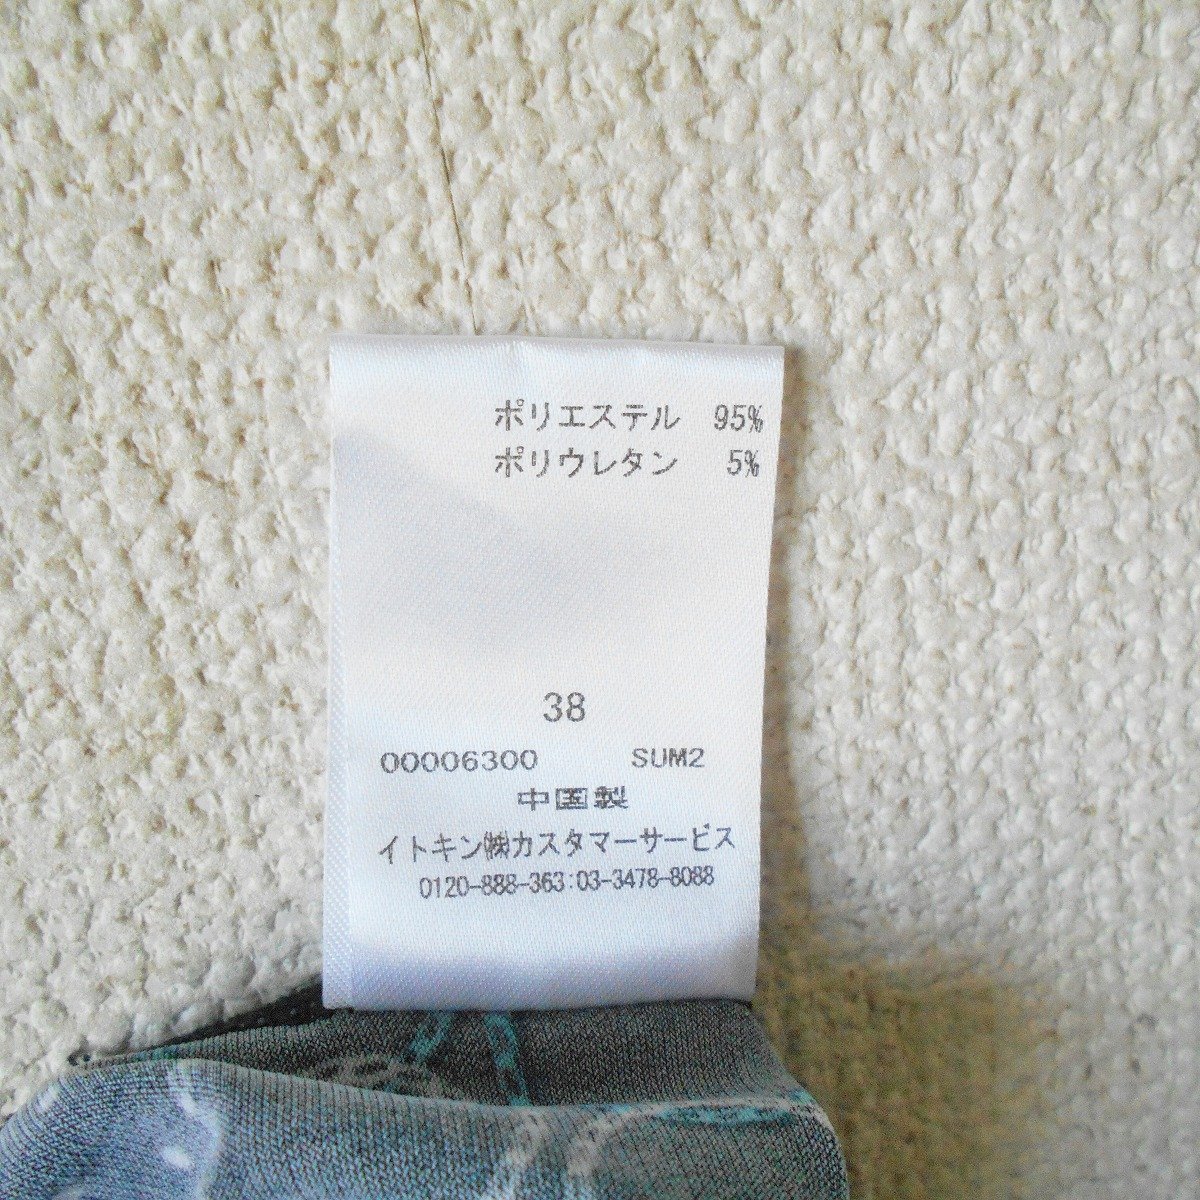 ポリエステル 95%
ポリウレタン 5%
38
00006300 SUM2
中国製
イトキン㈱カスタマーサービス
0120-888-363:03-3478-8088